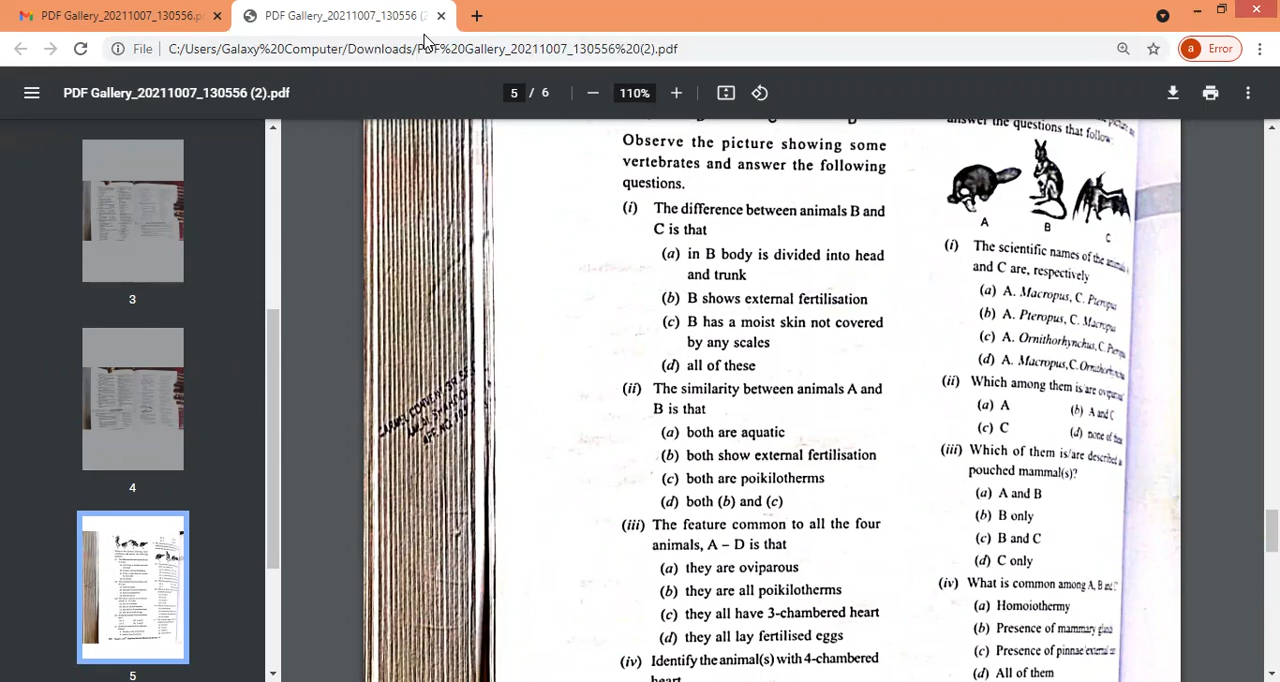 PDF Gallery_20211007_130556.p
PDF Gallery_20211007_130556 (2
File
C:/Users/Galaxy%20Computer/Downloads/PDF%20Gallery_20211007_130556%20(2).pdf
a Error
PDF Gallery_20211007_130556 (2).pdf
5 / 6
110%
3
4
5
Observe the picture showing some
vertebrates and answer the following
questions.
(i) The difference between animals B and
C is that
(a) in B body is divided into head
and trunk
(b) B shows external fertilisation
(c) B has a moist skin not covered
by any scales
(d) all of these
(ii) The similarity between animals A and
B is that
(a) both are aquatic
(b) both show external fertilisation
(c) both are poikilotherms
(d) both (b) and (c)
(iii) The feature common to all the four
animals, A – D is that
(a) they are oviparous
(b) they are all poikilotherms
(c) they all have 3-chambered heart
(d) they all lay fertilised eggs
(iv) Identify the animal(s) with 4-chambered
heart
answer the questions that follow
A
B
C
(i) The scientific names of the
and C are, respectively
(a) A. Macropus, C.
(b) A. Pteropus, C.
(c) A. Ornithorhynchus, C.
(d) A. Macropus, C.
(ii) Which among them is/are
(a) A
(b) A and C
(c) C
(d) none of
(iii) Which of them is/are described
pouched mammal(s)?
(a) A and B
(b) B only
(c) B and C
(d) C only
(iv) What is common among A, B and
(a) Homoiothermy
(b) Presence of mammary gland
(c) Presence of pinnae/external
(d) All of them